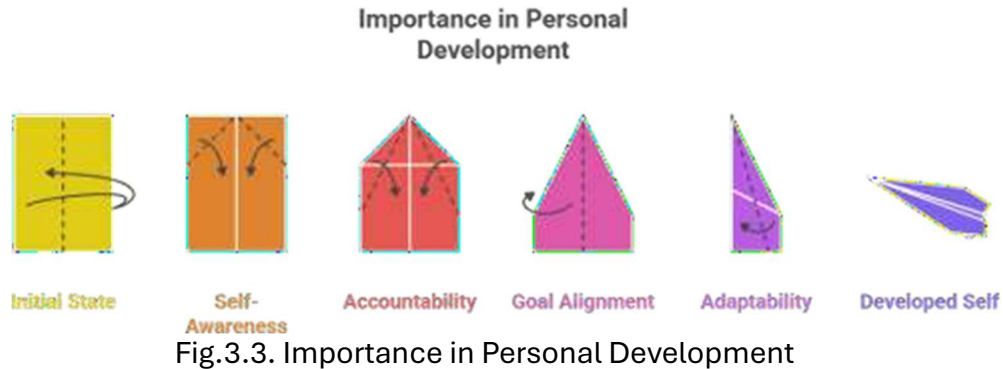 Importance in Personal
Development
Initial State
Self-
Awareness
Accountability
Goal Alignment
Adaptability
Developed Self
Fig.3.3. Importance in Personal Development